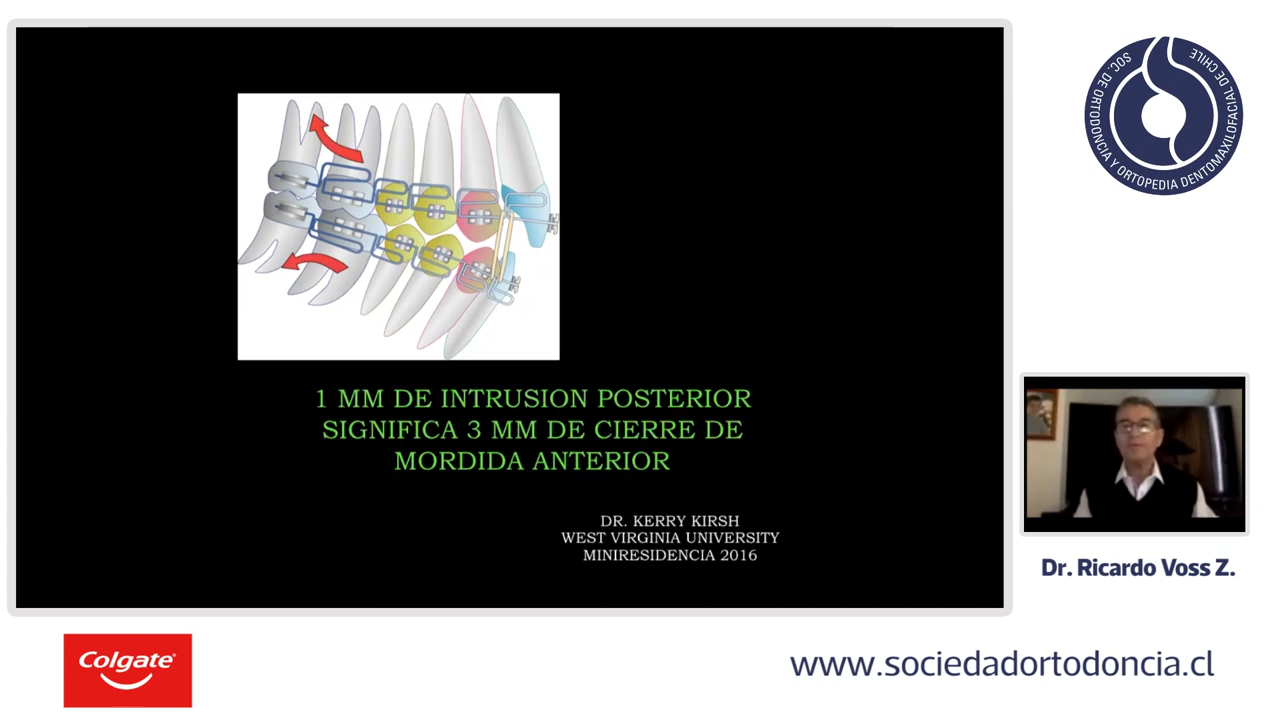 1 MM DE INTRUSION POSTERIOR
SIGNIFICA 3 MM DE CIERRE DE
MORDIDA ANTERIOR
DR. KERRY KIRSH
WEST VIRGINIA UNIVERSITY
MINIRESIDENCIA 2016
SOC. DE ORTODONCIA Y ORTOPEDIA DENTOMAXILOFACIAL DE CHILE
Dr. Ricardo Voss Z.
Colgate®
www.sociedadortodoncia.cl